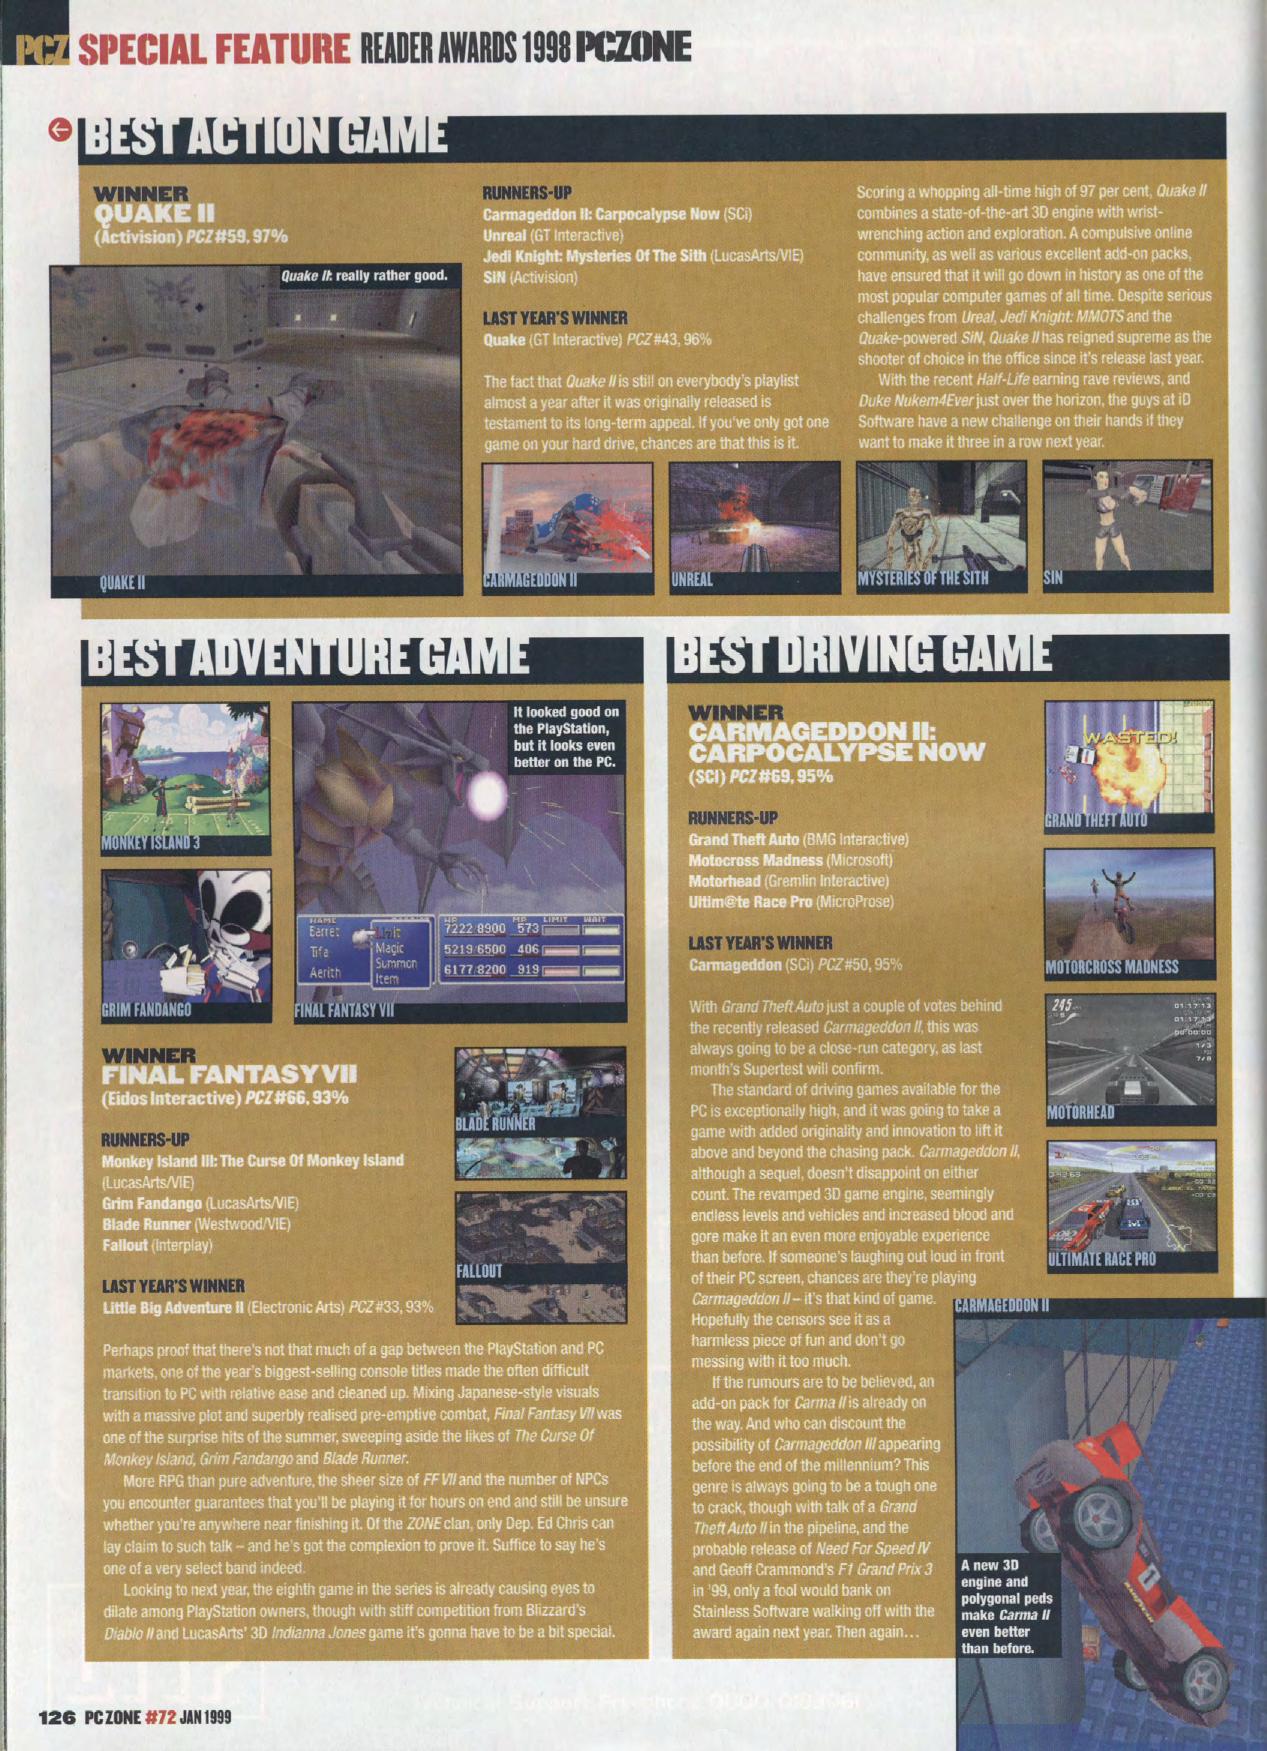 PCZ SPECIAL FEATURE READER AWARDS 1998 PCZONE
BEST ACTION GAME
WINNER
QUAKE II
(Activision) PCZ #59, 97%
Quake II: really rather good.
QUAKE II
RUNNERS-UP
Carmageddon II: Carpocalypse Now (SCi)
Unreal (GT Interactive)
Jedi Knight: Mysteries Of The Sith (LucasArts/VIE)
SiN (Activision)
LAST YEAR'S WINNER
Quake (GT Interactive) PCZ #43, 96%
The fact that Quake II is still on everybody's playlist
almost a year after it was originally released is
testament to its long-term appeal. If you've only got one
game on your hard drive, chances are that this is it.
Scoring a whopping all-time high of 97 per cent, Quake II
combines a state-of-the-art 3D engine with wrist-
wrenching action and exploration. A compulsive online
community, as well as various excellent add-on packs,
have ensured that it will go down in history as one of the
most popular computer games of all time. Despite serious
challenges from Ureal, Jedi Knight: MMOTS and the
Quake-powered SiN, Quake II has reigned supreme as the
shooter of choice in the office since it's release last year.
With the recent Half-Life earning rave reviews, and
Duke Nukem4Ever just over the horizon, the guys at iD
Software have a new challenge on their hands if they
want to make it three in a row next year.
CARMAGEDDON II
UNREAL
MYSTERIES OF THE SITH
SIN
BEST ADVENTURE GAME
MONKEY ISLAND 3
GRIM FANDANGO
It looked good on
the PlayStation,
but it looks even
better on the PC.
NAME HP MP LIMIT WAIT
Barret Limit 7222 8900 573
Tifa Magic 5219 6500 406
Summon
Aerith Item 6177 8200 919
FINAL FANTASY VII
WINNER
FINAL FANTASY VII
(Eidos Interactive) PCZ #66, 93%
RUNNERS-UP
Monkey Island III: The Curse Of Monkey Island
(LucasArts/VIE)
Grim Fandango (LucasArts/VIE)
Blade Runner (Westwood/VIE)
Fallout (Interplay)
LAST YEAR'S WINNER
Little Big Adventure II (Electronic Arts) PCZ #33, 93%
BLADE RUNNER
FALLOUT
Perhaps proof that there's not that much of a gap between the PlayStation and PC
markets, one of the year's biggest-selling console titles made the often difficult
transition to PC with relative ease and cleaned up. Mixing Japanese-style visuals
with a massive plot and superbly realised pre-emptive combat, Final Fantasy VII was
one of the surprise hits of the summer, sweeping aside the likes of The Curse Of
Monkey Island, Grim Fandango and Blade Runner.
More RPG than pure adventure, the sheer size of FF VII and the number of NPCs
you encounter guarantees that you'll be playing it for hours on end and still be unsure
whether you're anywhere near finishing it. Of the ZONE clan, only Dep. Ed Chris can
lay claim to such talk – and he's got the complexion to prove it. Suffice to say he's
one of a very select band indeed.
Looking to next year, the eighth game in the series is already causing eyes to
dilate among PlayStation owners, though with stiff competition from Blizzard's
Diablo II and LucasArts' 3D Indianna Jones game it's gonna have to be a bit special.
BEST DRIVING GAME
WINNER
CARMAGEDDON II:
CARPOCALYPSE NOW
(SCI) PCZ #69, 95%
RUNNERS-UP
Grand Theft Auto (BMG Interactive)
Motocross Madness (Microsoft)
Motorhead (Gremlin Interactive)
Ultim@te Race Pro (MicroProse)
LAST YEAR'S WINNER
Carmageddon (SCi) PCZ #50, 95%
With Grand Theft Auto just a couple of votes behind
the recently released Carmageddon II, this was
always going to be a close-run category, as last
month's Supertest will confirm.
The standard of driving games available for the
PC is exceptionally high, and it was going to take a
game with added originality and innovation to lift it
above and beyond the chasing pack. Carmageddon II,
although a sequel, doesn't disappoint on either
count. The revamped 3D game engine, seemingly
endless levels and vehicles and increased blood and
gore make it an even more enjoyable experience
than before. If someone's laughing out loud in front
of their PC screen, chances are they're playing
Carmageddon II – it's that kind of game.
Hopefully the censors see it as a
harmless piece of fun and don't go
messing with it too much.
If the rumours are to be believed, an
add-on pack for Carma II is already on
the way. And who can discount the
possibility of Carmageddon III appearing
before the end of the millennium? This
genre is always going to be a tough one
to crack, though with talk of a Grand
Theft Auto II in the pipeline, and the
probable release of Need For Speed IV
and Geoff Crammond's F1 Grand Prix 3
in '99, only a fool would bank on
Stainless Software walking off with the
award again next year. Then again...
WASTED!
GRAND THEFT AUTO
MOTORCROSS MADNESS
245
01:17:13
01:17:13
00:00:00
1/3
7/8
MOTORHEAD
ULTIMATE RACE PRO
CARMAGEDDON II
1
A new 3D
engine and
polygonal peds
make Carma II
even better
than before.
126 PC ZONE #72 JAN 1999